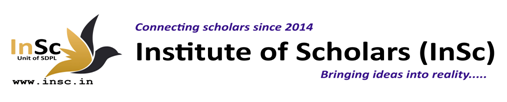 Connecting scholars since 2014
InSc
Unit of SDPL
Institute of Scholars (InSc)
www.insc.in
Bringing ideas into reality.....